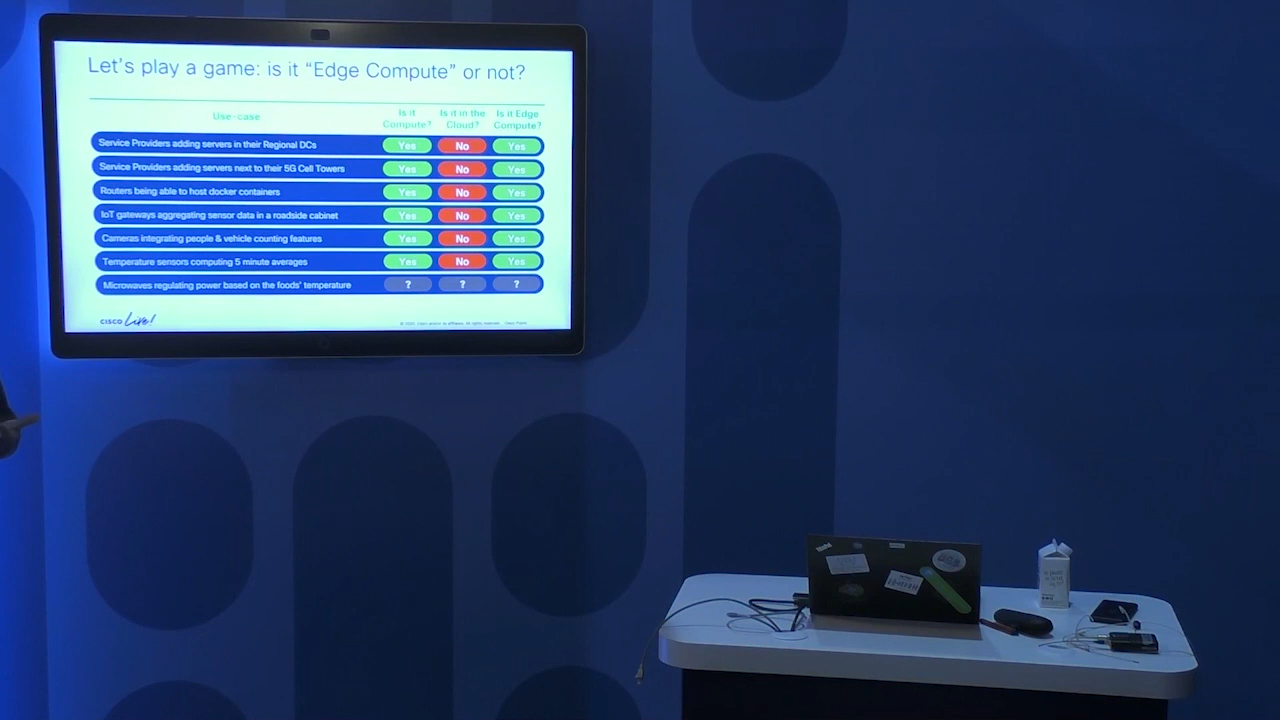 Let's play a game: is it "Edge Compute" or not?
Use-case Is it Compute? Is it in the Cloud? Is it Edge Compute?
Service Providers adding servers in their Regional DCs Yes No Yes
Service Providers adding servers next to their 5G Cell Towers Yes No Yes
Routers being able to host docker containers Yes No Yes
IoT gateways aggregating sensor data in a roadside cabinet Yes No Yes
Cameras integrating people & vehicle counting features Yes No Yes
Temperature sensors computing 5 minute averages Yes No Yes
Microwaves regulating power based on the foods' temperature ? ? ?
CISCO Live!